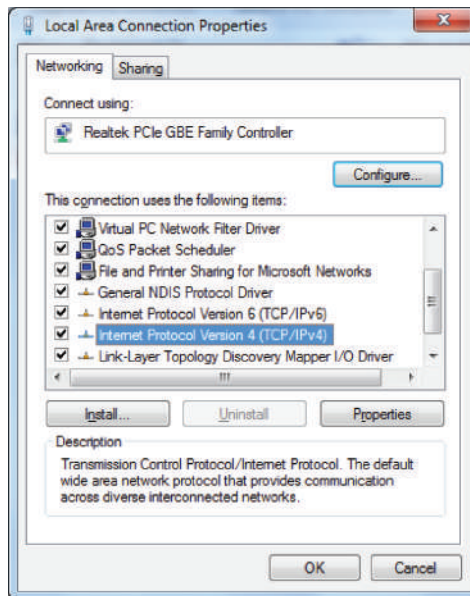 Local Area Connection Properties
Networking
Sharing
Connect using:
Realtek PCIe GBE Family Controller
Configure...
This connection uses the following items:
Virtual PC Network Filter Driver
QoS Packet Scheduler
File and Printer Sharing for Microsoft Networks
General NDIS Protocol Driver
Internet Protocol Version 6 (TCP/IPv6)
Internet Protocol Version 4 (TCP/IPv4)
Link-Layer Topology Discovery Mapper I/O Driver
Install...
Uninstall
Properties
Description
Transmission Control Protocol/Internet Protocol. The default
wide area network protocol that provides communication
across diverse interconnected networks.
OK
Cancel